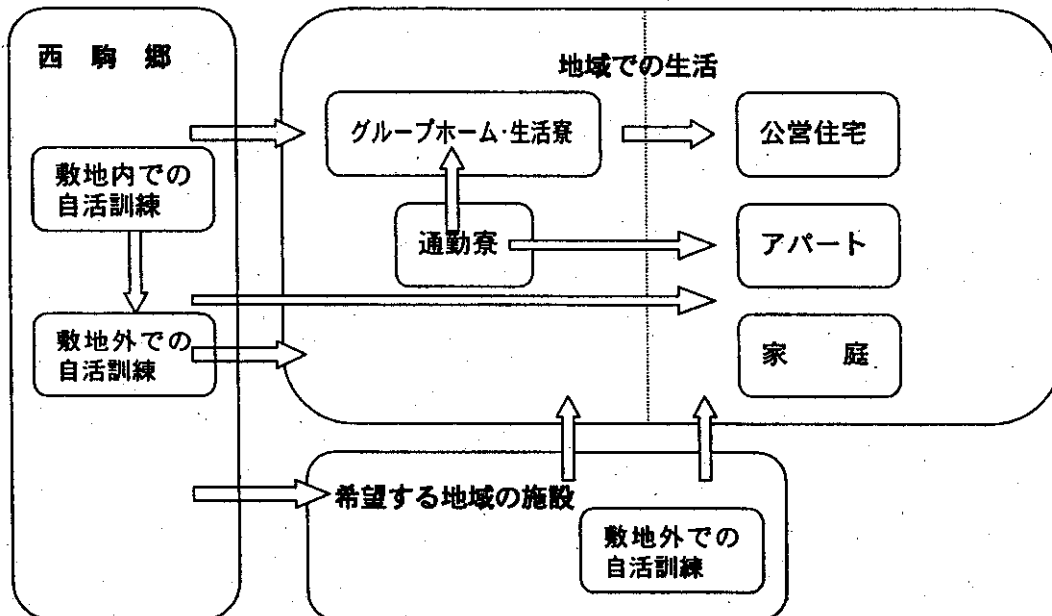 西駒郷
敷地内での
自活訓練
敷地外での
自活訓練
地域での生活
グループホーム・生活寮
通勤寮
公営住宅
アパート
家庭
希望する地域の施設
敷地外での
自活訓練